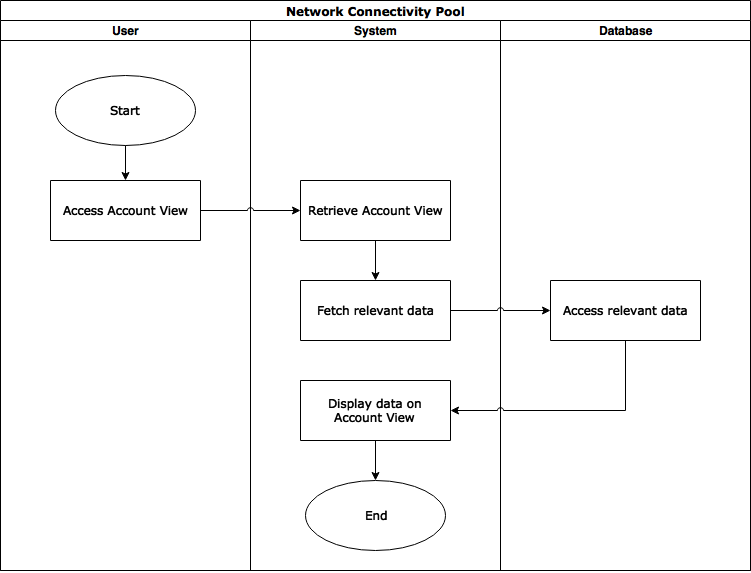 Network Connectivity Pool
User
System
Database
Start
Access Account View
Retrieve Account View
Fetch relevant data
Access relevant data
Display data on
Account View
End